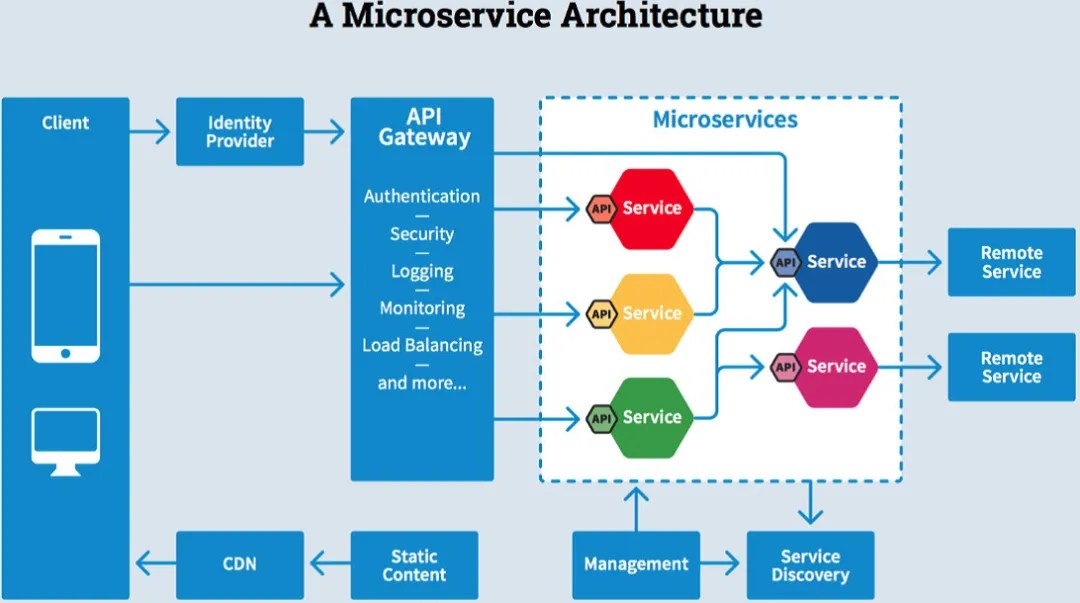 A Microservice Architecture
Client
Identity
Provider
API
Gateway
Authentication
Security
Logging
Monitoring
Load Balancing
and more...
Microservices
API
Service
API
Service
API
Service
API
Service
API
Service
Remote
Service
Remote
Service
CDN
Static
Content
Management
Service
Discovery